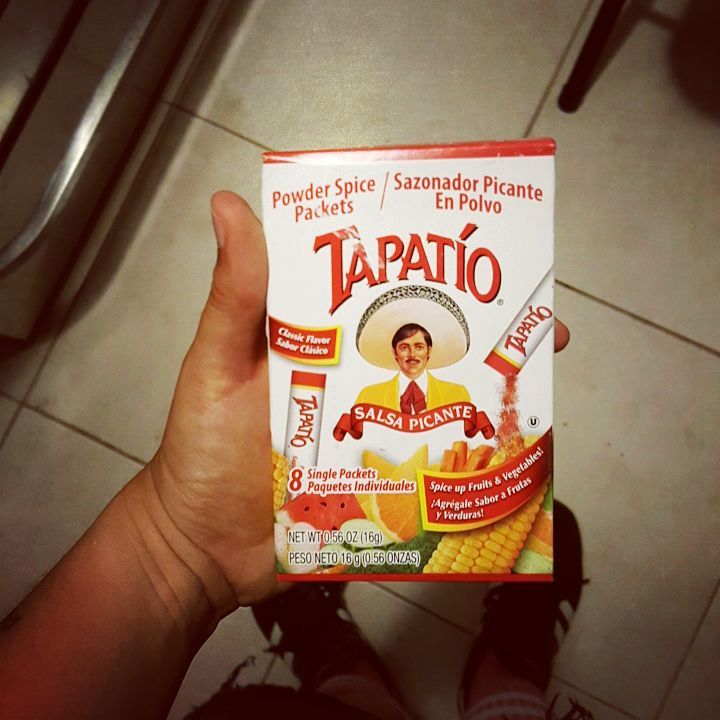 Powder Spice Packets / Sazonador Picante En Polvo
TAPATÍO®
Classic Flavor
Sabor Clásico
TAPATÍO
SALSA PICANTE
TAPATÍO
U
8 Single Packets
Paquetes Individuales
Spice up Fruits & Vegetables!
¡Agrégale Sabor a Frutas
y Verduras!
NET WT 0.56 OZ (16g)
PESO NETO 16 g (0.56 ONZAS)